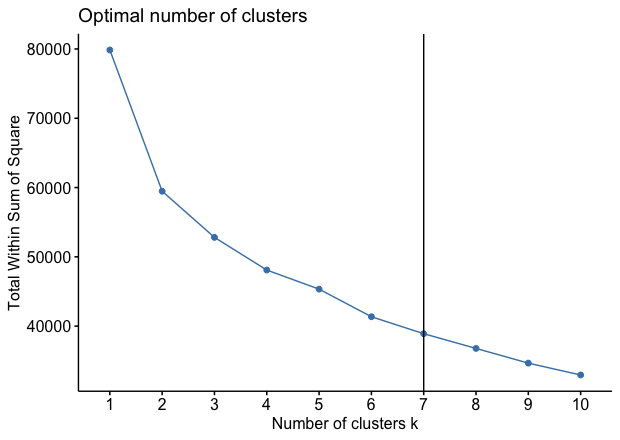 Optimal number of clusters
80000
70000
60000
50000
40000
Total Within Sum of Square
1 2 3 4 5 6 7 8 9 10
Number of clusters k